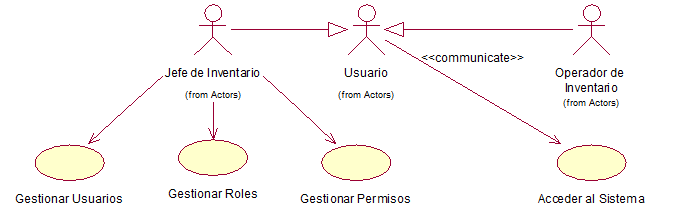 <<communicate>>
Jefe de Inventario
(from Actors)
Usuario
(from Actors)
Operador de
Inventario
(from Actors)
Gestionar Usuarios
Gestionar Roles
Gestionar Permisos
Acceder al Sistema